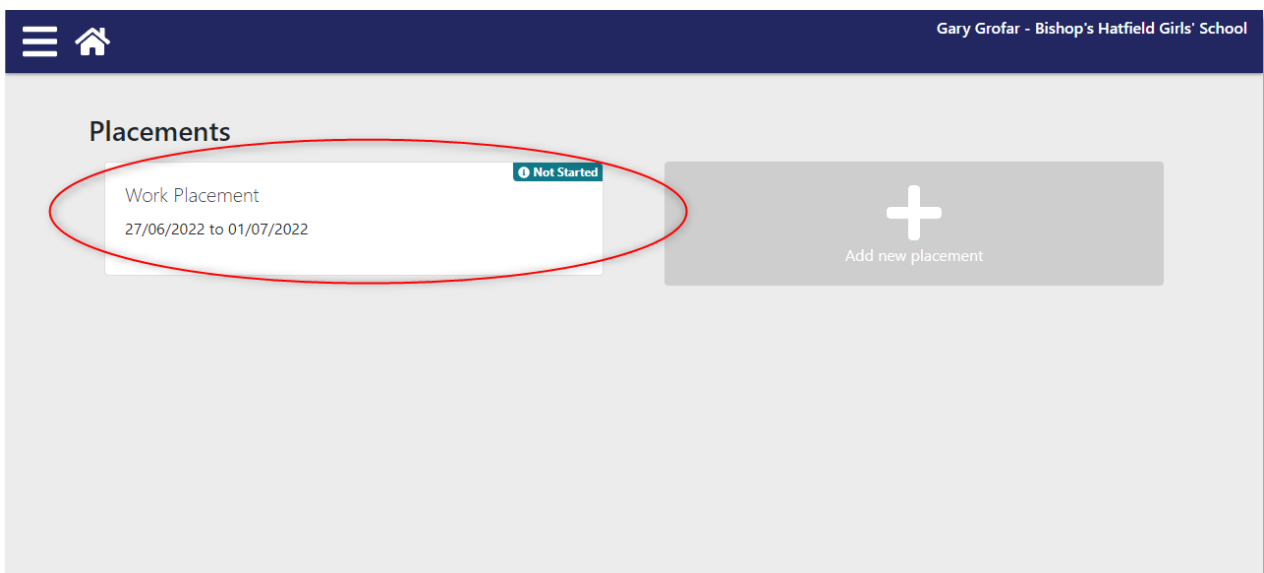 Gary Grofar - Bishop's Hatfield Girls' School
Placements
Not Started
Work Placement
27/06/2022 to 01/07/2022
Add new placement